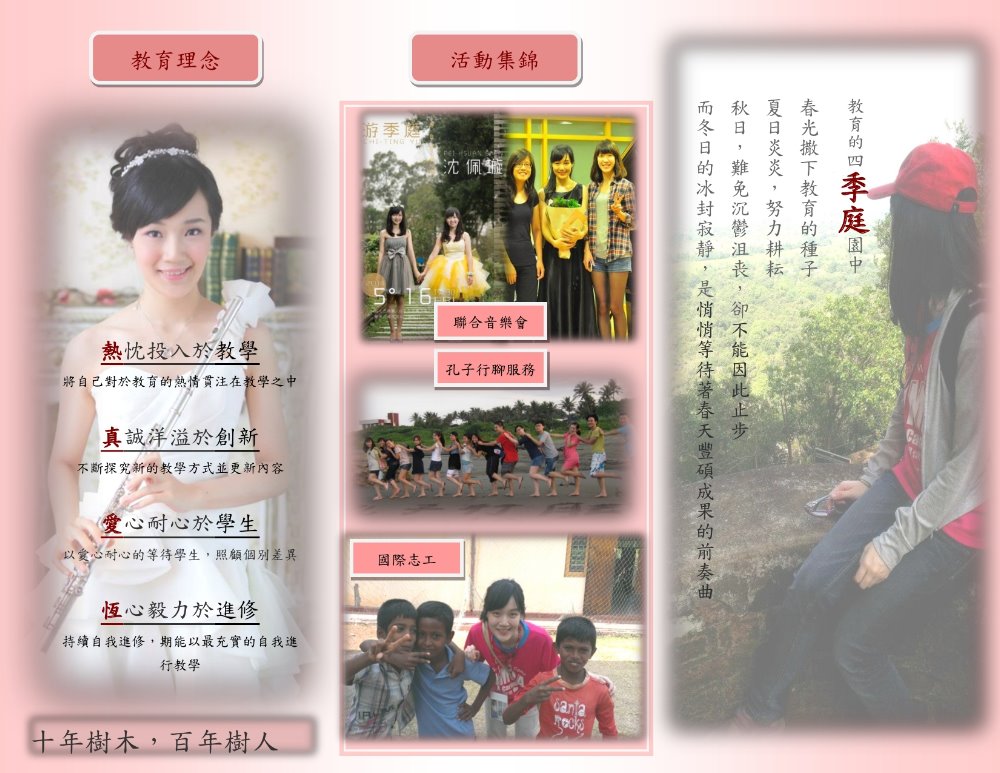 教育理念
熱忱投入於教學
將自己對於教育的熱情貫注在教學之中
真誠洋溢於創新
不斷探究新的教學方式並更新內容
愛心耐心於學生
以愛心耐心的等待學生，照顧個別差異
恆心毅力於進修
持續自我進修，期能以最充實的自我進
行教學
十年樹木，百年樹人
活動集錦
游季庭
沈佩璇
5 16
聯合音樂會
孔子行腳服務
國際志工
santa
rocks
教育的四季庭園中
春光撒下教育的種子
夏日炎炎，努力耕耘
秋日，難免沉鬱沮喪，卻不能因此止步
而冬日的冰封寂靜，是悄悄等待著春天豐碩成果的前奏曲